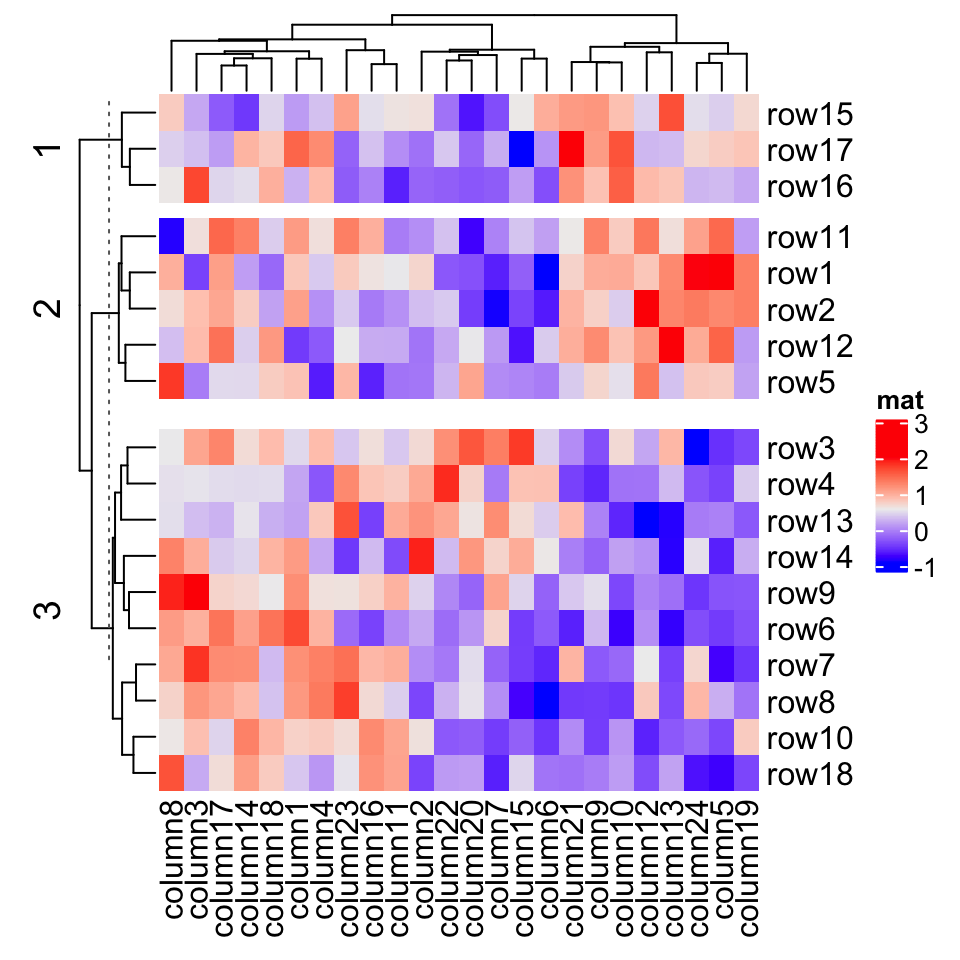 1
row15
row17
row16
2
row11
row1
row2
row12
row5
3
row3
row4
row13
row14
row9
row6
row7
row8
row10
row18
mat
3
2
1
0
-1
column8
column3
column17
column14
column18
column1
column4
column23
column16
column11
column2
column22
column20
column7
column15
column6
column21
column9
column10
column12
column13
column24
column5
column19